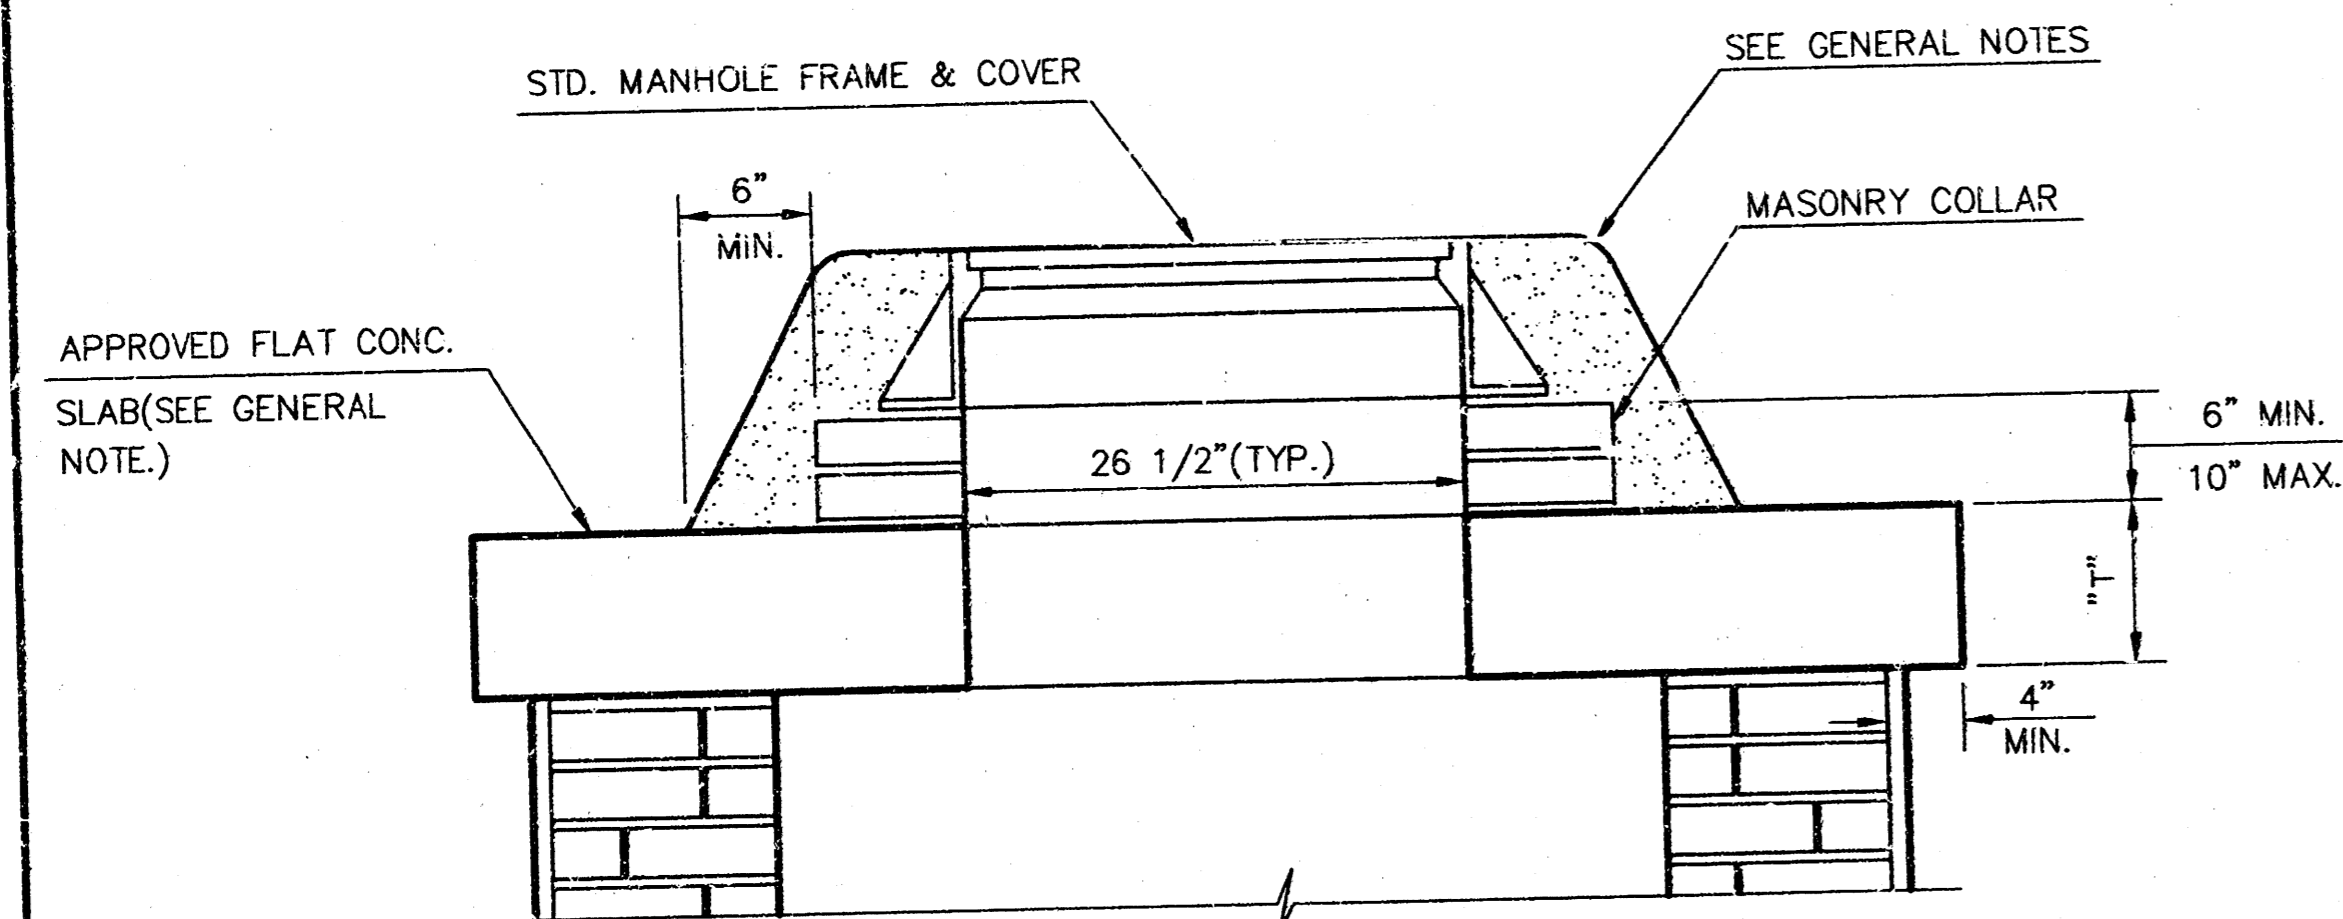 SEE GENERAL NOTES
STD. MANHOLE FRAME & COVER
6"
MIN.
MASONRY COLLAR
APPROVED FLAT CONC.
SLAB(SEE GENERAL
NOTE.)
26 1/2"(TYP.)
6" MIN.
10" MAX.
"T"
4"
MIN.